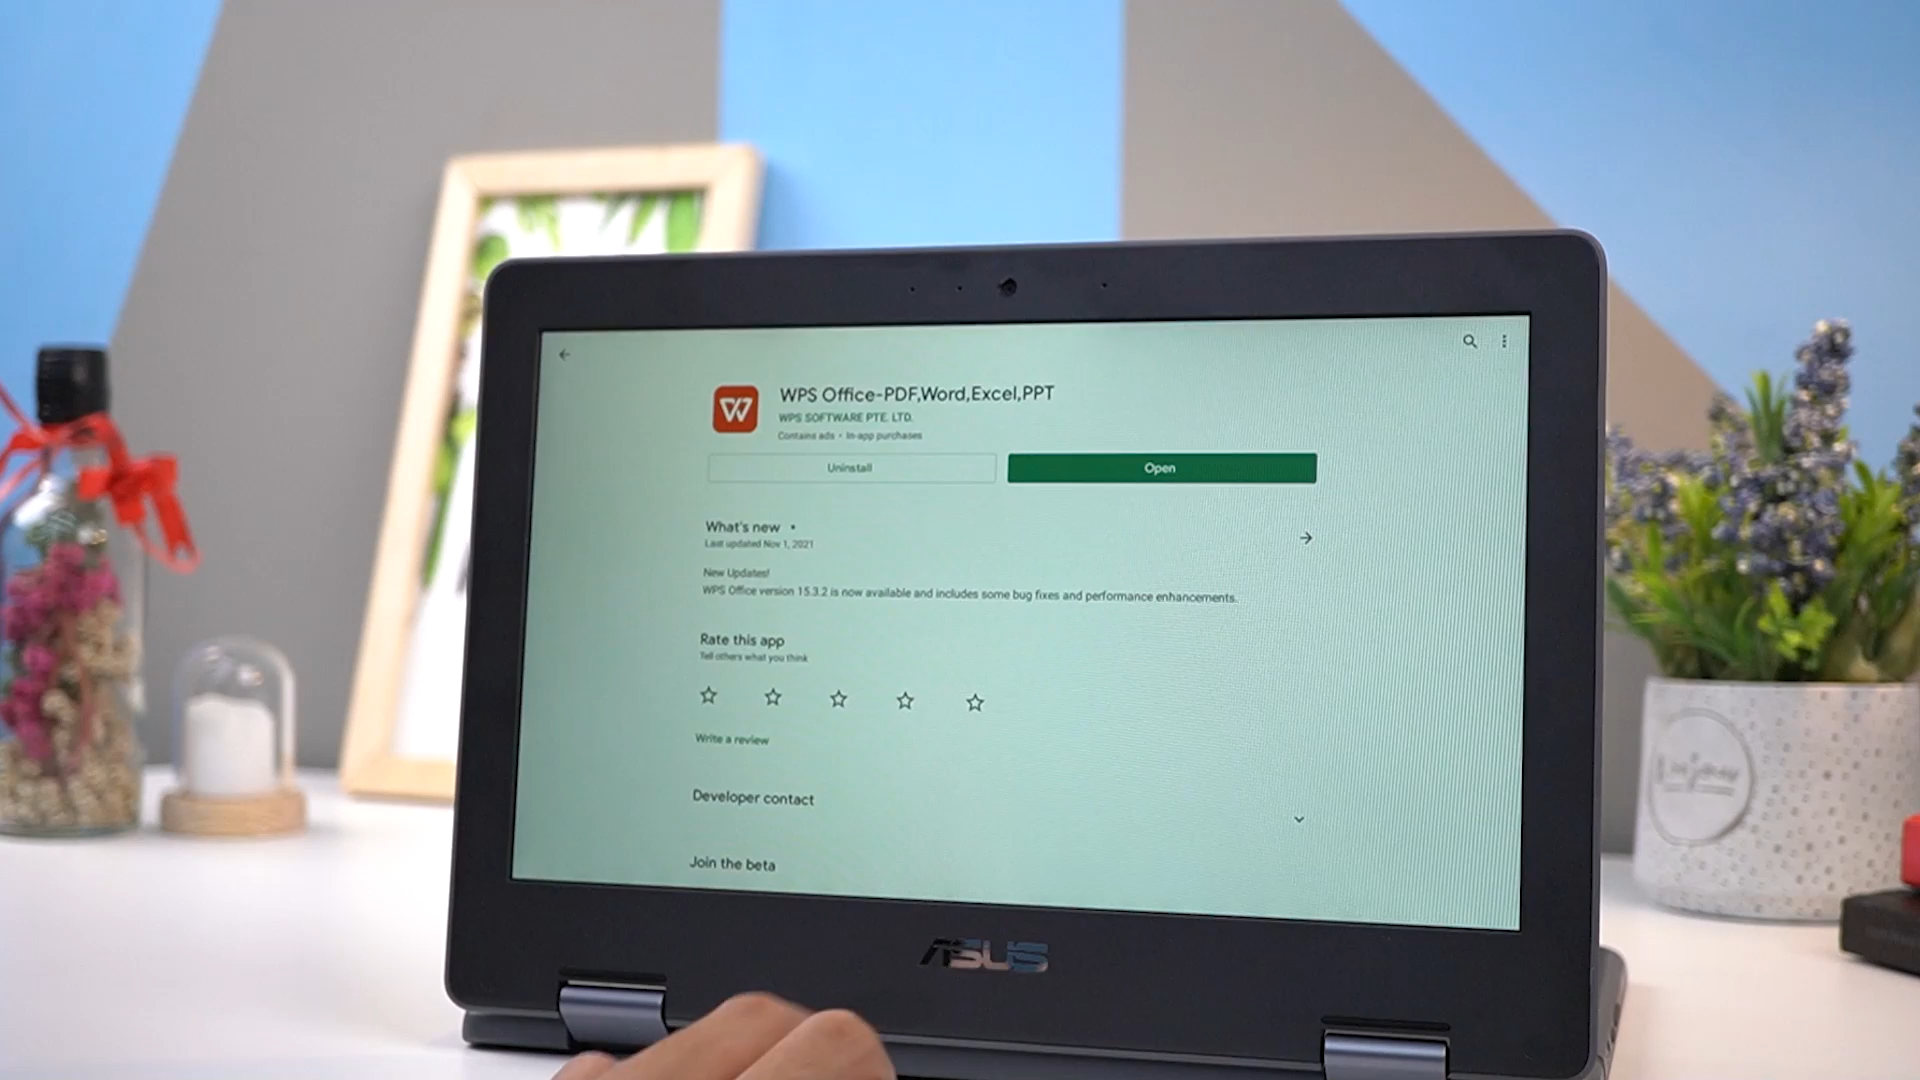 WPS Office-PDF,Word,Excel,PPT
WPS SOFTWARE PTE. LTD.
Contains ads • In-app purchases
Uninstall
Open
What's new •
Last updated Nov 1, 2021
New Updates!
WPS Office version 15.3.2 is now available and includes some bug fixes and performance enhancements.
Rate this app
Tell others what you think
Write a review
Developer contact
Join the beta
ASUS